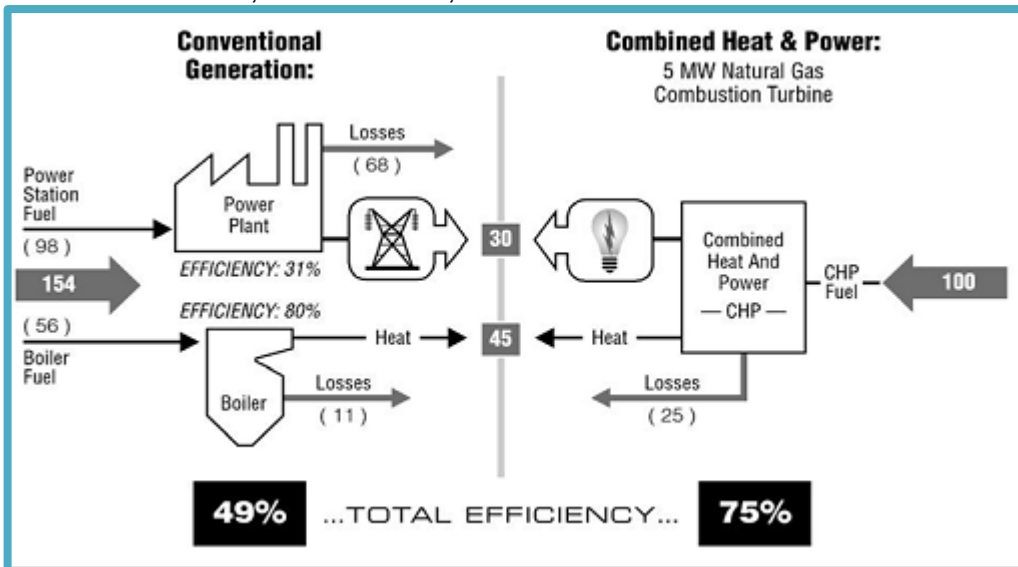 Conventional
Generation:
Combined Heat & Power:
5 MW Natural Gas
Combustion Turbine
Losses
( 68 )
Power
Station
Fuel
( 98 )
Power
Plant
30
Combined
Heat And
Power
— CHP —
CHP
Fuel
100
154
EFFICIENCY: 31%
EFFICIENCY: 80%
( 56 )
Boiler
Fuel
Heat
45
Heat
Boiler
Losses
( 11 )
Losses
( 25 )
49%
...TOTAL EFFICIENCY...
75%